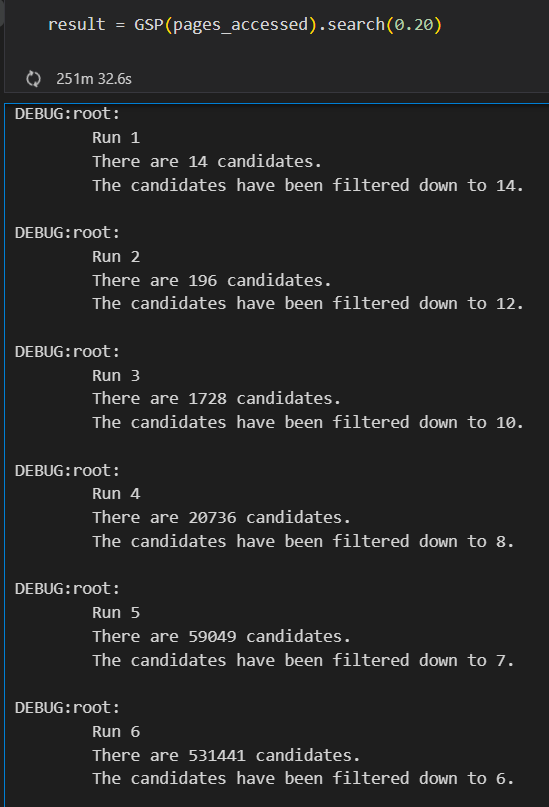 result = GSP(pages_accessed).search(0.20)
251m 32.6s
DEBUG:root:
Run 1
There are 14 candidates.
The candidates have been filtered down to 14.
DEBUG:root:
Run 2
There are 196 candidates.
The candidates have been filtered down to 12.
DEBUG:root:
Run 3
There are 1728 candidates.
The candidates have been filtered down to 10.
DEBUG:root:
Run 4
There are 20736 candidates.
The candidates have been filtered down to 8.
DEBUG:root:
Run 5
There are 59049 candidates.
The candidates have been filtered down to 7.
DEBUG:root:
Run 6
There are 531441 candidates.
The candidates have been filtered down to 6.